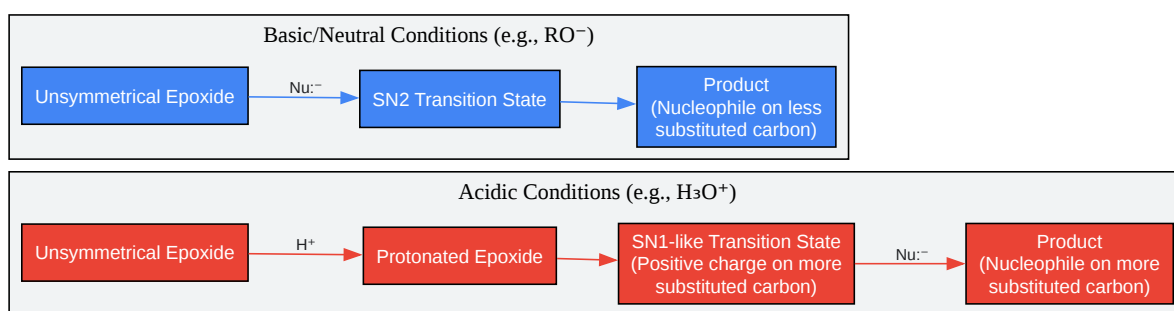 Basic/Neutral Conditions (e.g., RO⁻)
Unsymmetrical Epoxide
Nu:⁻
SN2 Transition State
Product
(Nucleophile on less
substituted carbon)
Acidic Conditions (e.g., H₃O⁺)
Unsymmetrical Epoxide
H⁺
Protonated Epoxide
SN1-like Transition State
(Positive charge on more
substituted carbon)
Nu:⁻
Product
(Nucleophile on more
substituted carbon)